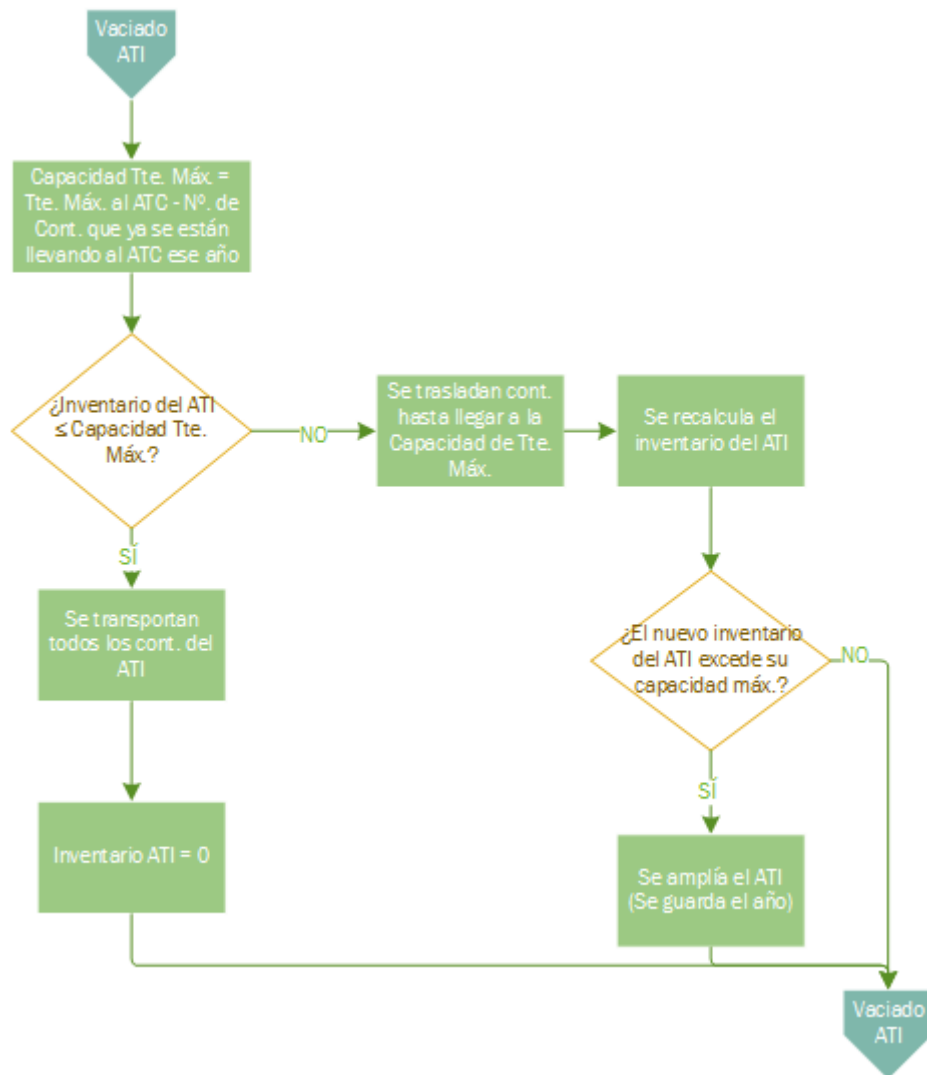 Vaciado
ATI
Capacidad Tte. Máx. =
Tte. Máx. al ATC - Nº. de
Cont. que ya se están
llevando al ATC ese año
¿Inventario del ATI
≤ Capacidad Tte.
Máx.?
NO
Se trasladan cont.
hasta llegar a la
Capacidad de Tte.
Máx.
Se recalcula el
inventario del ATI
SÍ
Se transportan
todos los cont. del
ATI
¿El nuevo inventario
del ATI excede su
capacidad máx.?
NO
SÍ
Inventario ATI = 0
Se amplía el ATI
(Se guarda el año)
Vaciado
ATI